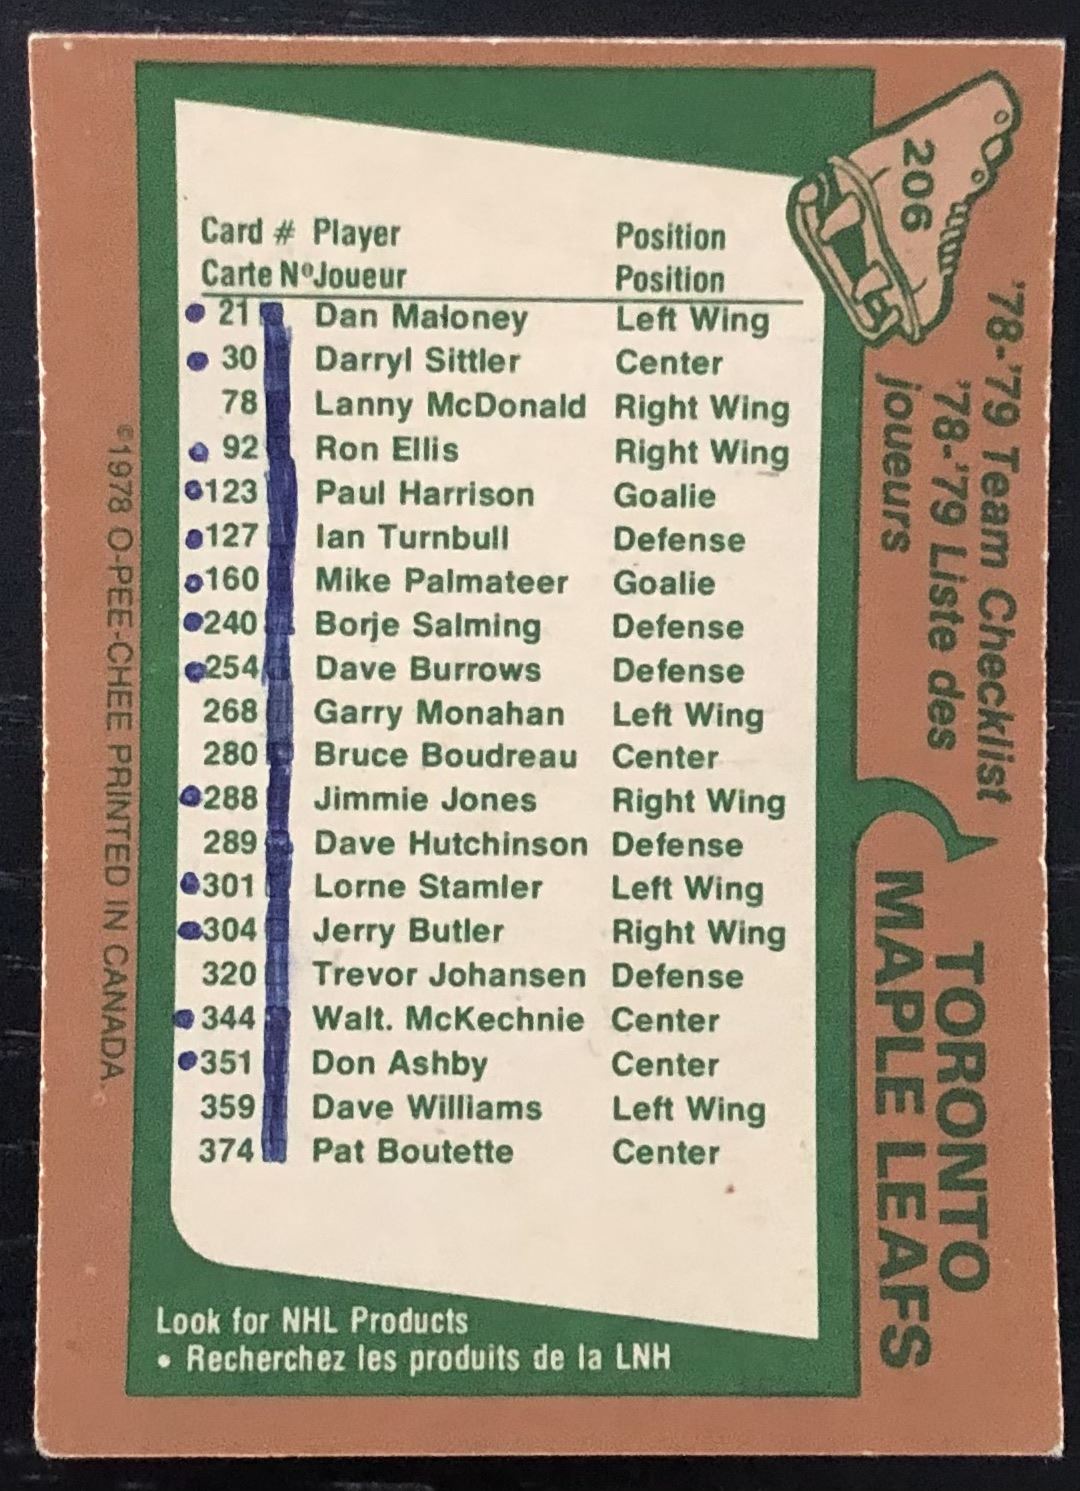 206
'78-'79 Team Checklist
'78-'79 Liste des
joueurs
TORONTO
MAPLE LEAFS
Card # Player Position
Carte Nº Joueur Position
21 Dan Maloney Left Wing
30 Darryl Sittler Center
78 Lanny McDonald Right Wing
92 Ron Ellis Right Wing
123 Paul Harrison Goalie
127 Ian Turnbull Defense
160 Mike Palmateer Goalie
240 Borje Salming Defense
254 Dave Burrows Defense
268 Garry Monahan Left Wing
280 Bruce Boudreau Center
288 Jimmie Jones Right Wing
289 Dave Hutchinson Defense
301 Lorne Stamler Left Wing
304 Jerry Butler Right Wing
320 Trevor Johansen Defense
344 Walt. McKechnie Center
351 Don Ashby Center
359 Dave Williams Left Wing
374 Pat Boutette Center
Look for NHL Products
• Recherchez les produits de la LNH
©1978 O-PEE-CHEE PRINTED IN CANADA.